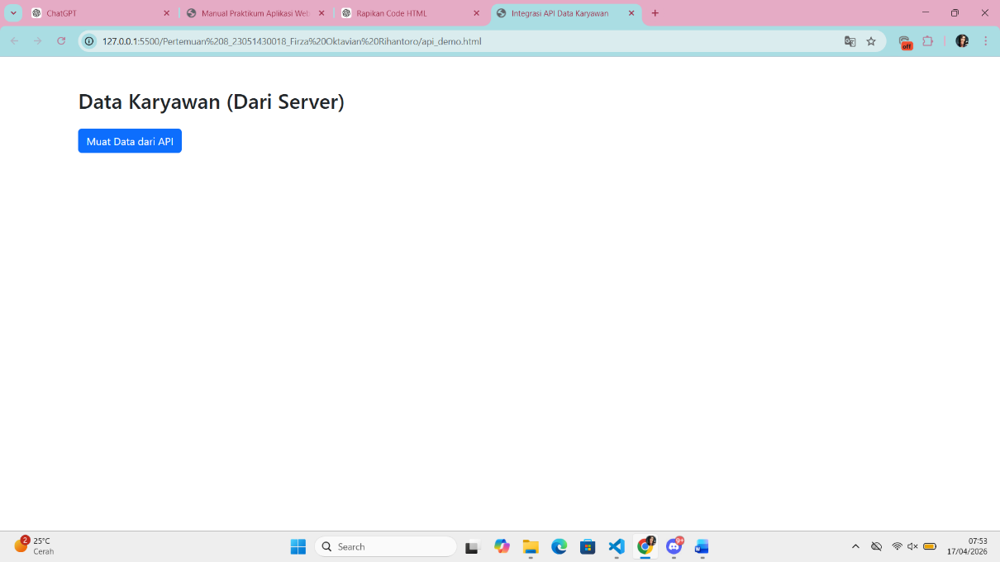 ChatGPT
Manual Praktikum Aplikasi Web
Rapikan Code HTML
Integrasi API Data Karyawan
127.0.0.1:5500/Pertemuan%208_23051430018_Firza%20Oktavian%20Rihantoro/api_demo.html
off
Data Karyawan (Dari Server)
Muat Data dari API
2
25°C
Cerah
Search
9+
07:53
17/04/2026